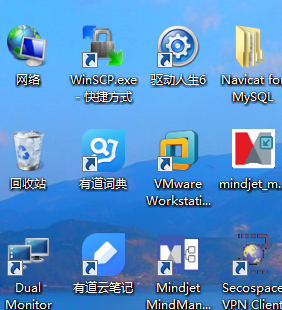 网络
WinSCP.exe
- 快捷方式
驱动人生6
Navicat for
MySQL
回收站
有道词典
VMware
Workstati...
mindjet_m...
Dual
Monitor
有道云笔记
Mindjet
MindMan...
Secospace
VPN Client